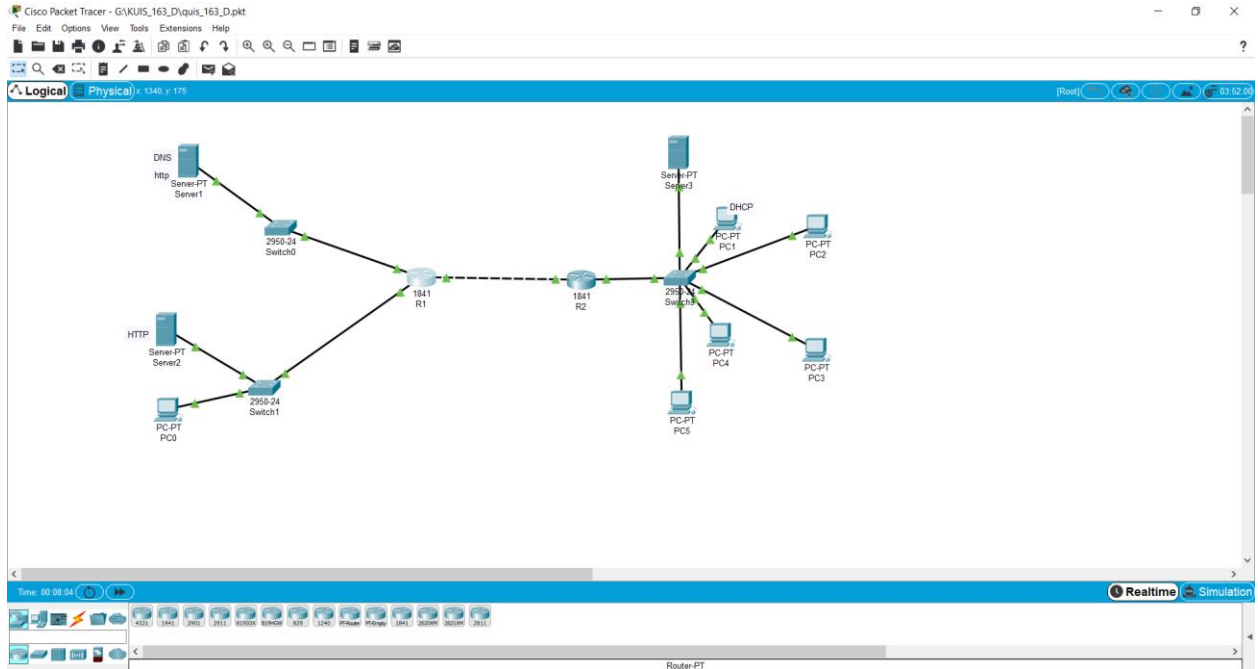 Cisco Packet Tracer - G:\KUIS_163_D\quis_163_D.pkt
File Edit Options View Tools Extensions Help
?
Logical Physical x: 1340, y: 175 [Root] 03:52:00
DNS
http
Server-PT
Server1
2950-24
Switch0
1841
R1
HTTP
Server-PT
Server2
2950-24
Switch1
PC-PT
PC0
1841
R2
Server-PT
Server3
DHCP
PC-PT
PC1
PC-PT
PC2
2950-24
PC-PT
PC4
PC-PT
PC3
PC-PT
PC5
Time: 00:08:04 Realtime Simulation
4321 1941 2901 2911 819IOX 819HGW 829 1240 PT-Router PT-Empty 1841 2620XM 2621XM 2811
Router-PT